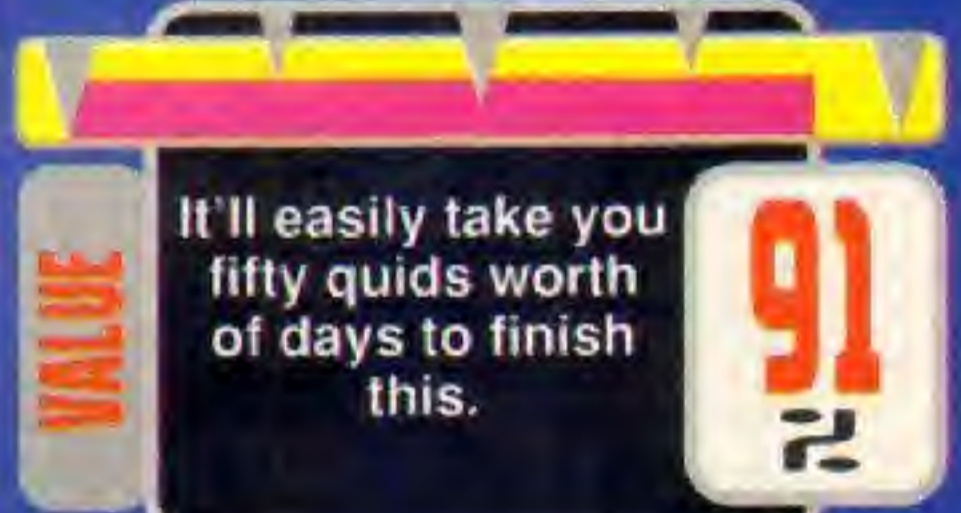 VALUE
It'll easily take you
fifty quids worth
of days to finish
this.
91
%